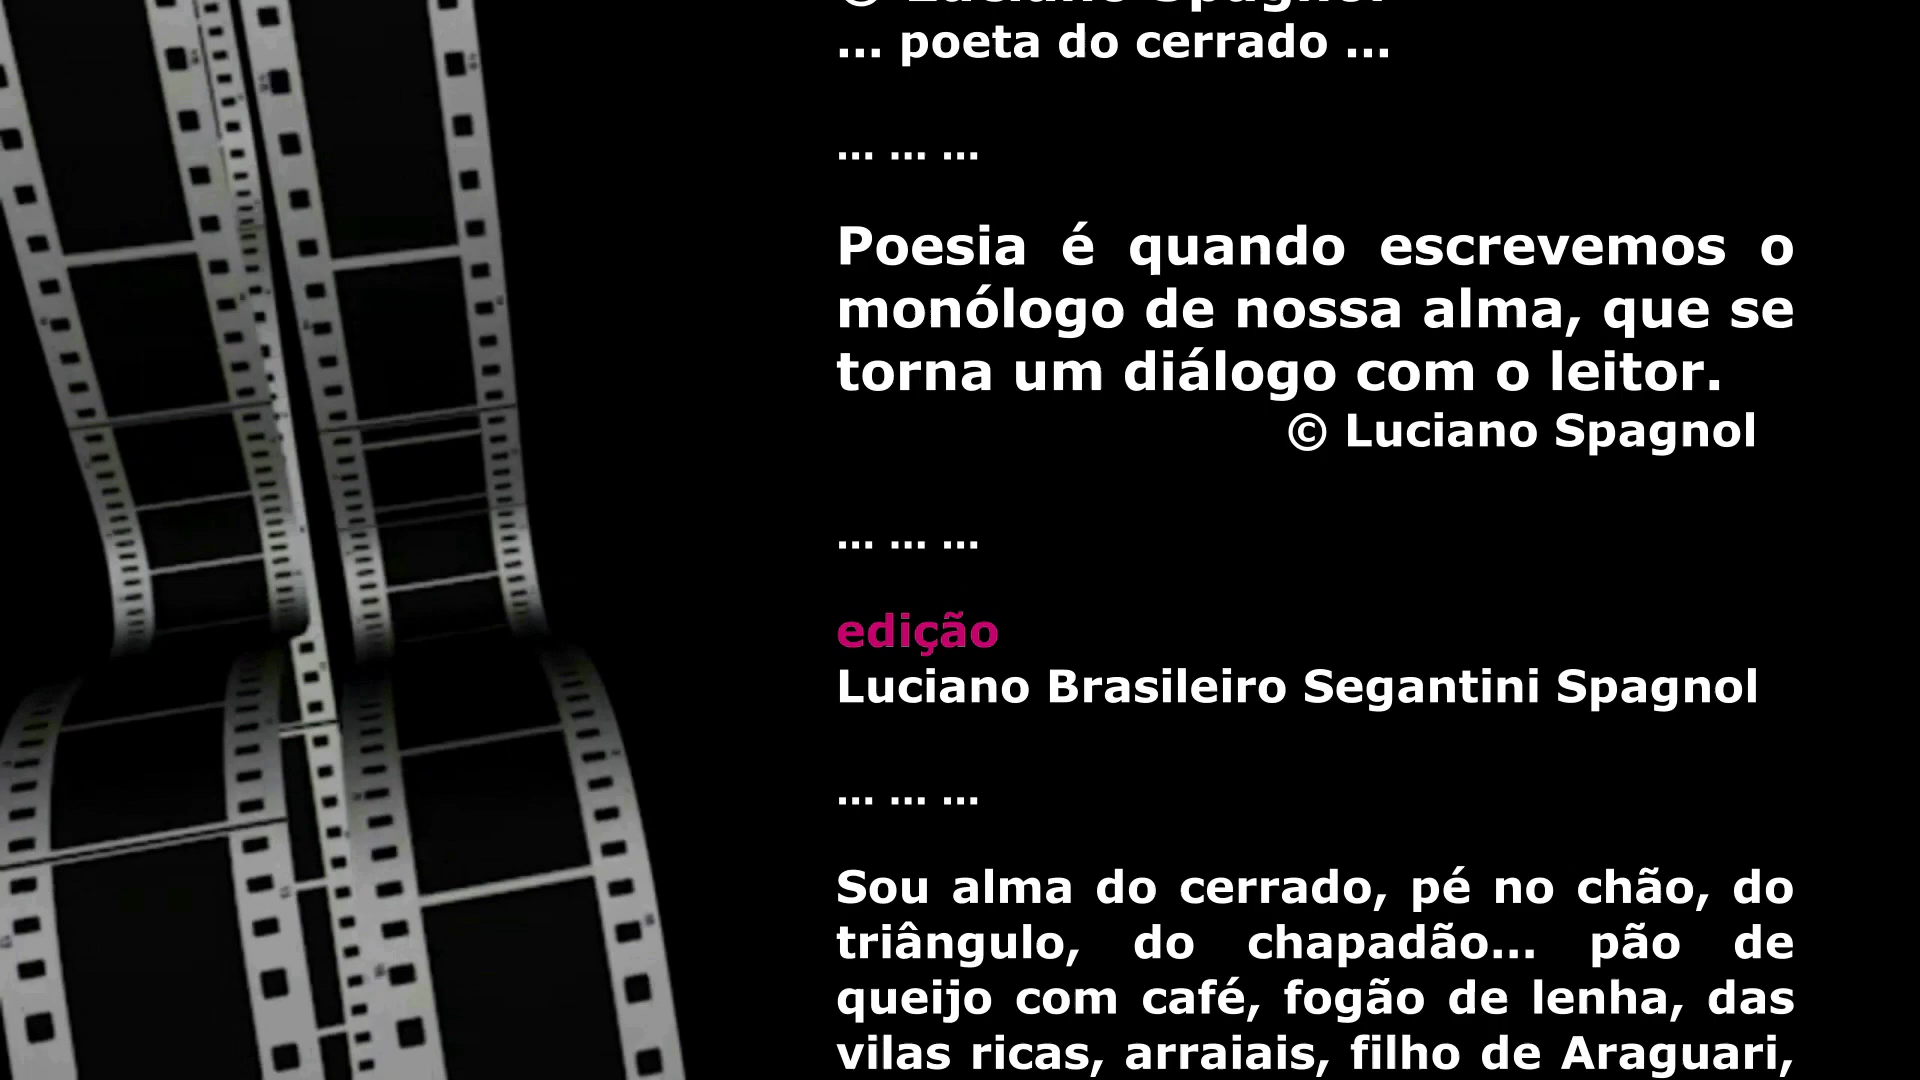 © Luciano Spagnol
... poeta do cerrado ...
... ... ...
Poesia é quando escrevemos o
monólogo de nossa alma, que se
torna um diálogo com o leitor.
© Luciano Spagnol
... ... ...
edição
Luciano Brasileiro Segantini Spagnol
... ... ...
Sou alma do cerrado, pé no chão, do
triângulo, do chapadão... pão de
queijo com café, fogão de lenha, das
vilas ricas, arraiais, filho de Araguari,